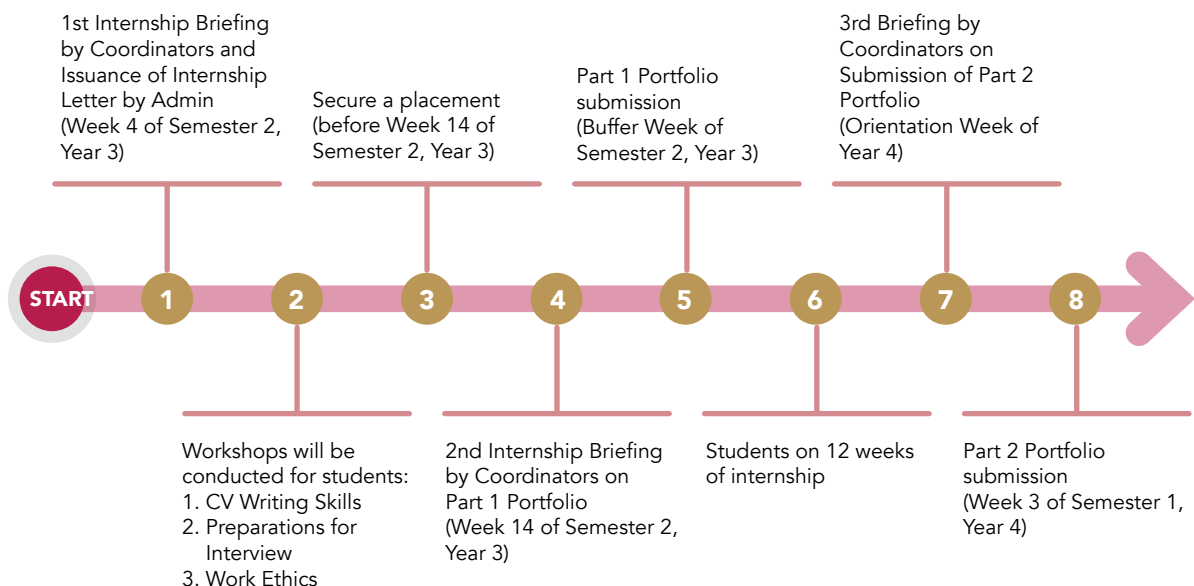 1st Internship Briefing
by Coordinators and
Issuance of Internship
Letter by Admin
(Week 4 of Semester 2,
Year 3)
Secure a placement
(before Week 14 of
Semester 2, Year 3)
Part 1 Portfolio
submission
(Buffer Week of
Semester 2, Year 3)
3rd Briefing by
Coordinators on
Submission of Part 2
Portfolio
(Orientation Week of
Year 4)
START
1
2
3
4
5
6
7
8
Workshops will be
conducted for students:
1. CV Writing Skills
2. Preparations for
Interview
3. Work Ethics
2nd Internship Briefing
by Coordinators on
Part 1 Portfolio
(Week 14 of Semester 2,
Year 3)
Students on 12 weeks
of internship
Part 2 Portfolio
submission
(Week 3 of Semester 1,
Year 4)